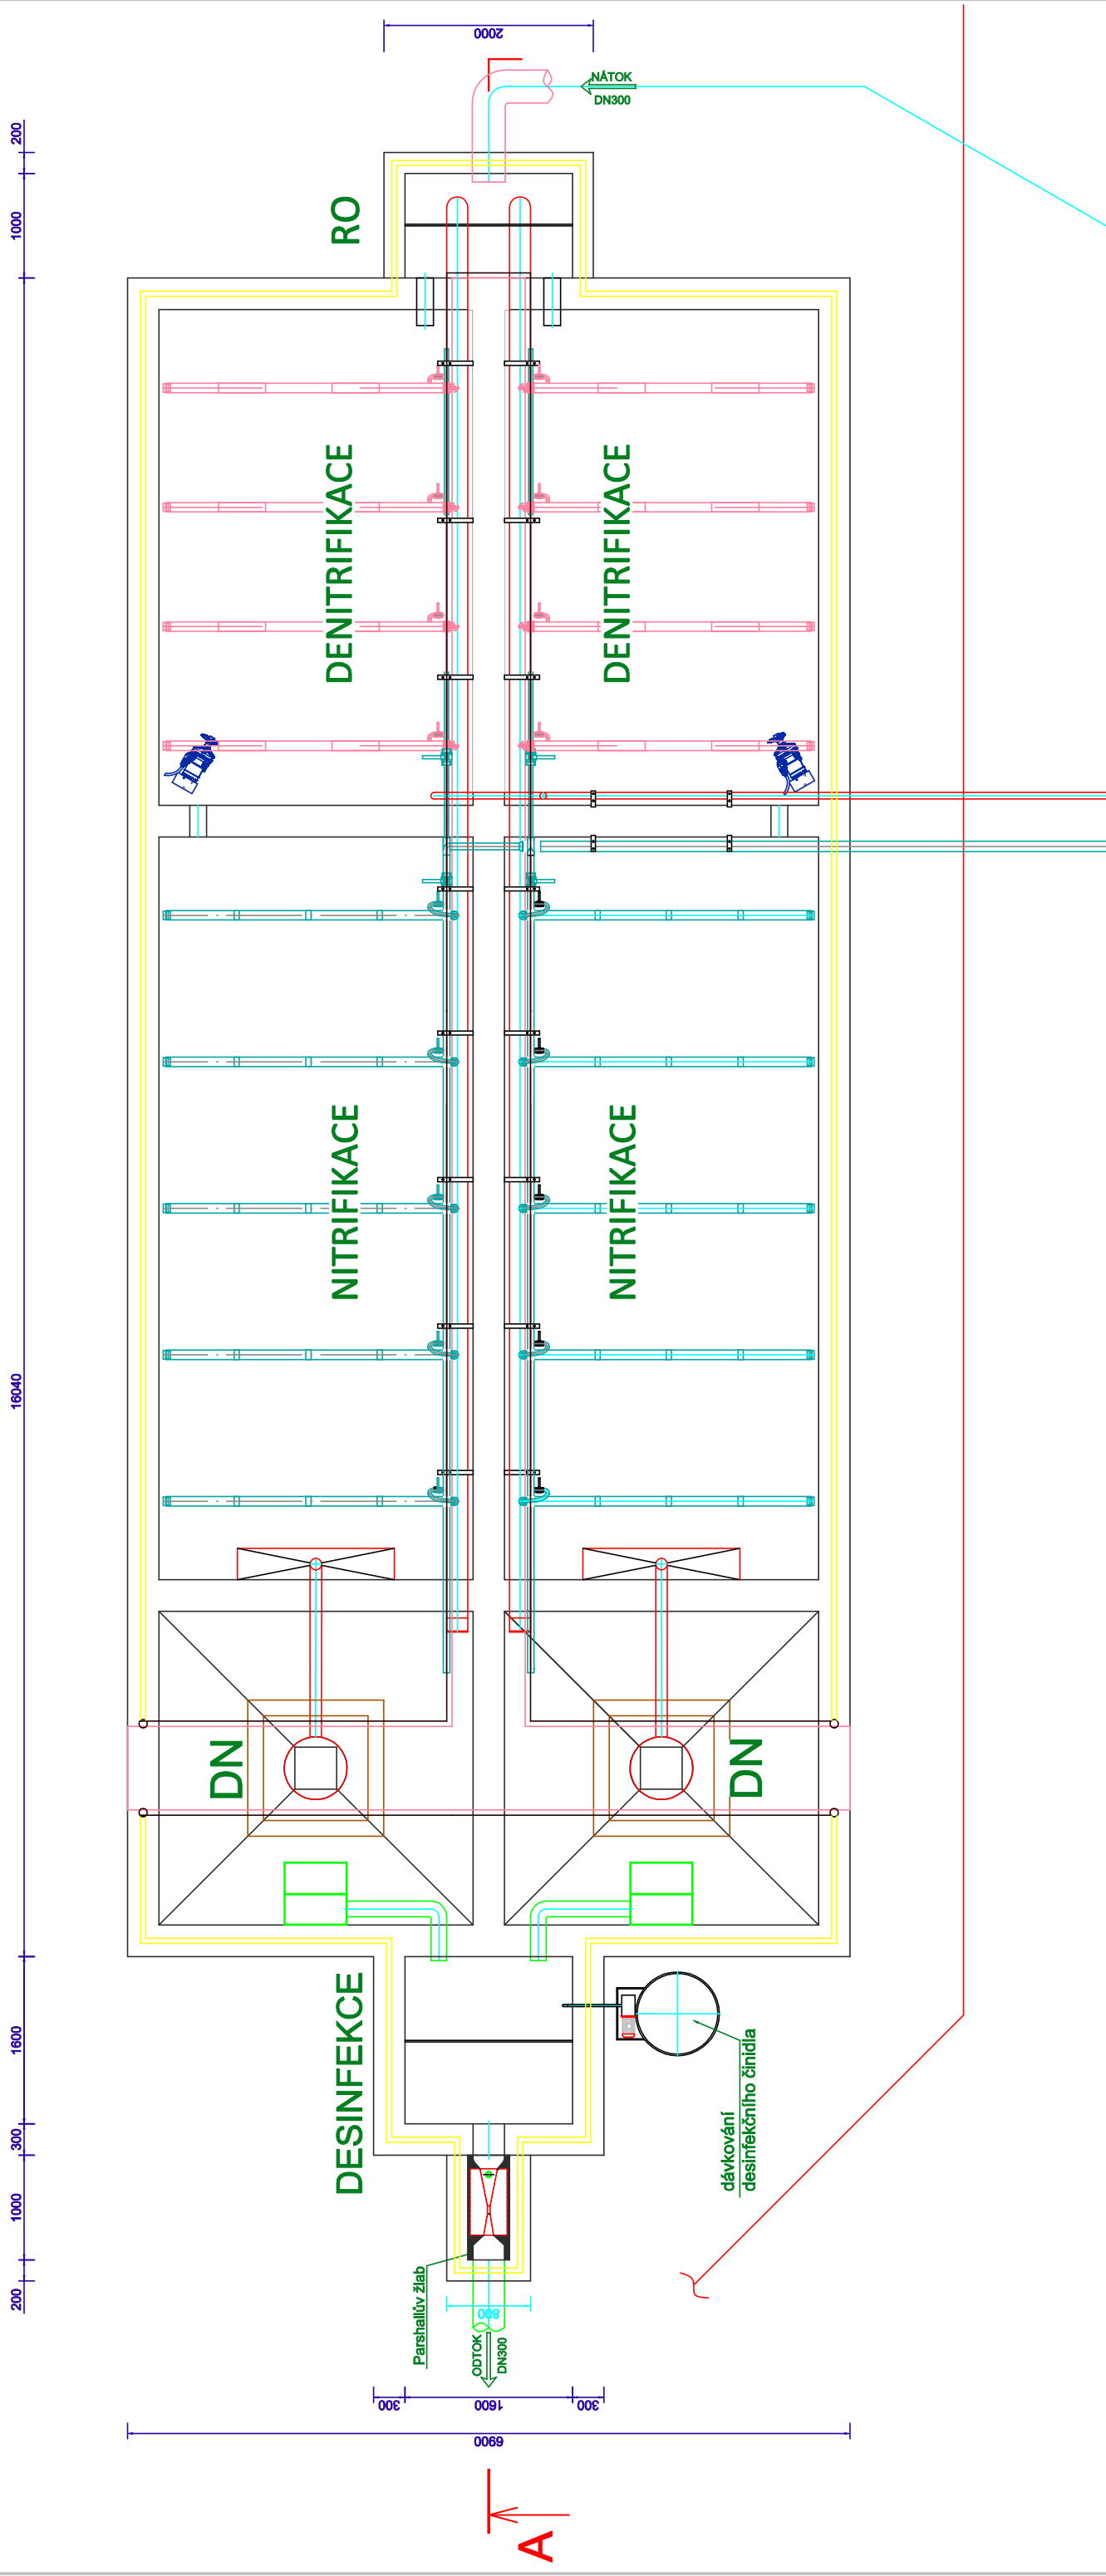 2000
NÁTOK
DN300
200
1000
RO
DENITRIFIKACE
DENITRIFIKACE
NITRIFIKACE
NITRIFIKACE
16040
DN
DN
DESINFEKCE
1600
dávkování
desinfekčního činidla
300
1000
200
Parshallův žlab
800
ODTOK
DN300
300
1600
300
6900
A